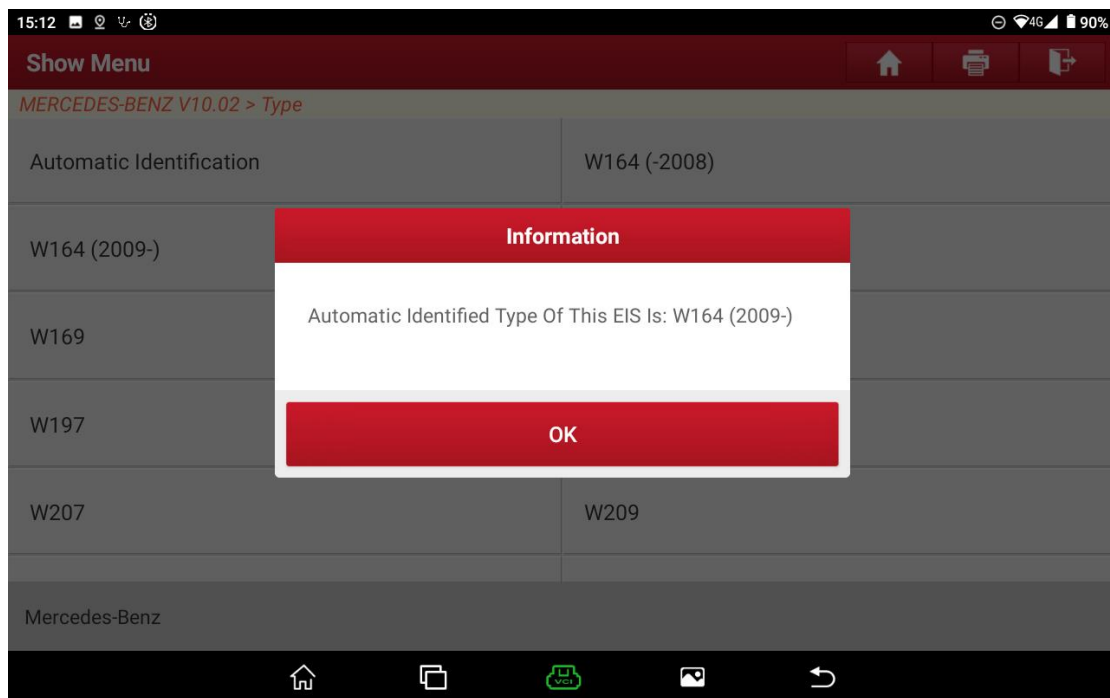 15:12 4G 90%
Show Menu
MERCEDES-BENZ V10.02 > Type
Automatic Identification W164 (-2008)
W164 (2009-)
Information
Automatic Identified Type Of This EIS Is: W164 (2009-)
W169
W197
OK
W207 W209
Mercedes-Benz
VCI